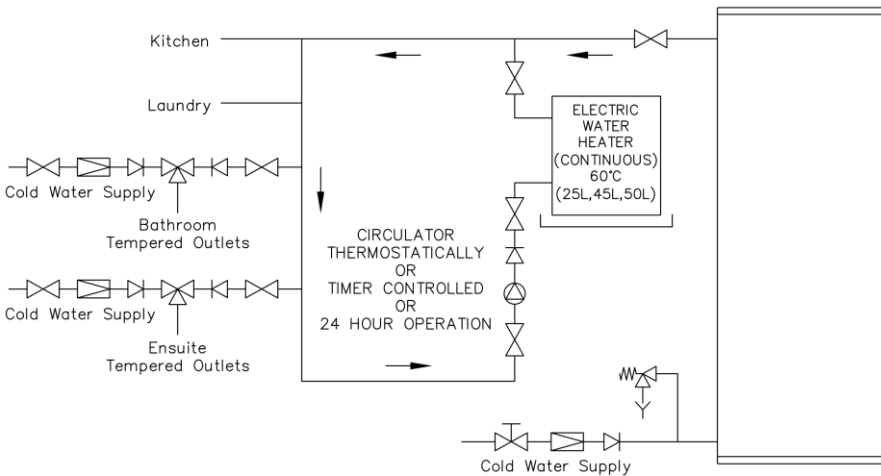 Kitchen
Laundry
Cold Water Supply
Bathroom
Tempered Outlets
Cold Water Supply
Ensuite
Tempered Outlets
CIRCULATOR
THERMOSTATICALLY
OR
TIMER CONTROLLED
OR
24 HOUR OPERATION
ELECTRIC
WATER
HEATER
(CONTINUOUS)
60°C
(25L,45L,50L)
Cold Water Supply